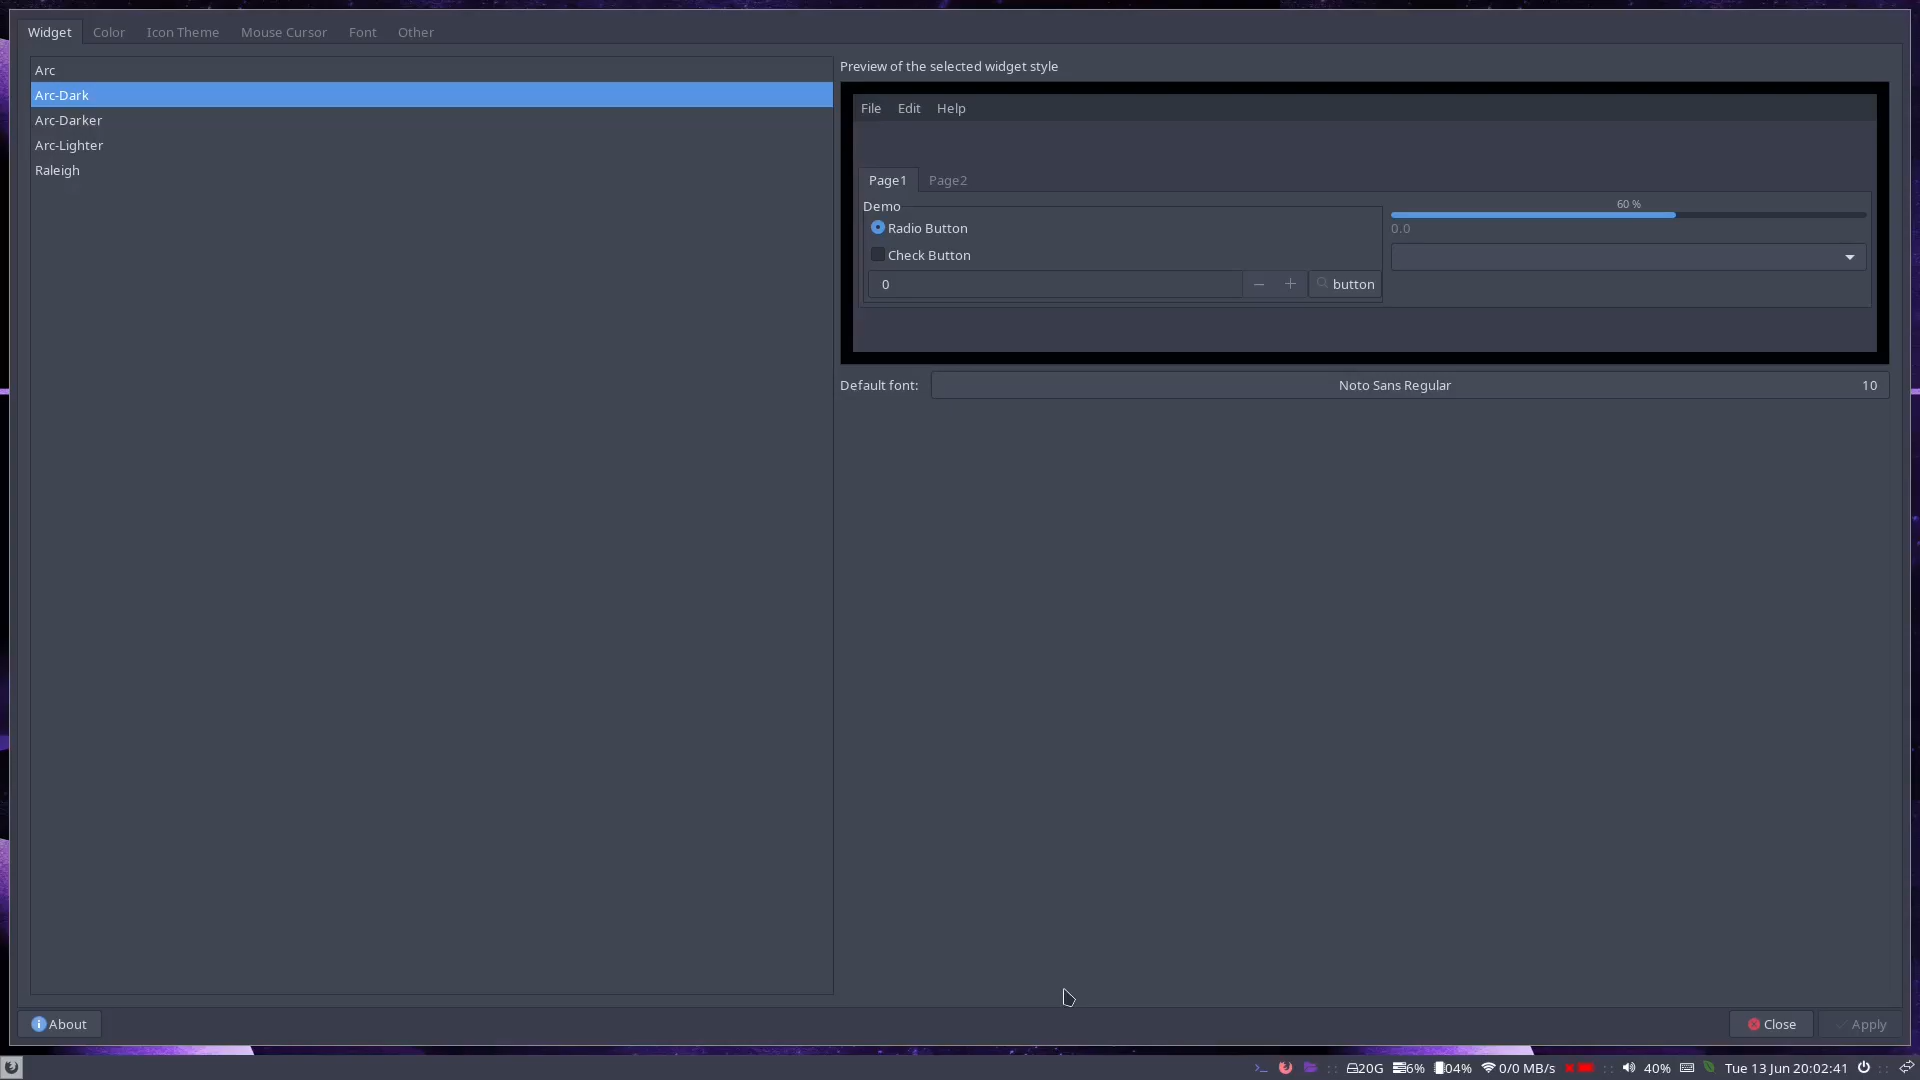 Widget Color Icon Theme Mouse Cursor Font Other
Arc
Arc-Dark
Arc-Darker
Arc-Lighter
Raleigh
Preview of the selected widget style
File Edit Help
Page1 Page2
Demo
Radio Button
Check Button
0 − + button
60 %
0.0
Default font: Noto Sans Regular 10
About Close Apply
20G 6% 04% 0/0 MB/s 40% Tue 13 Jun 20:02:41